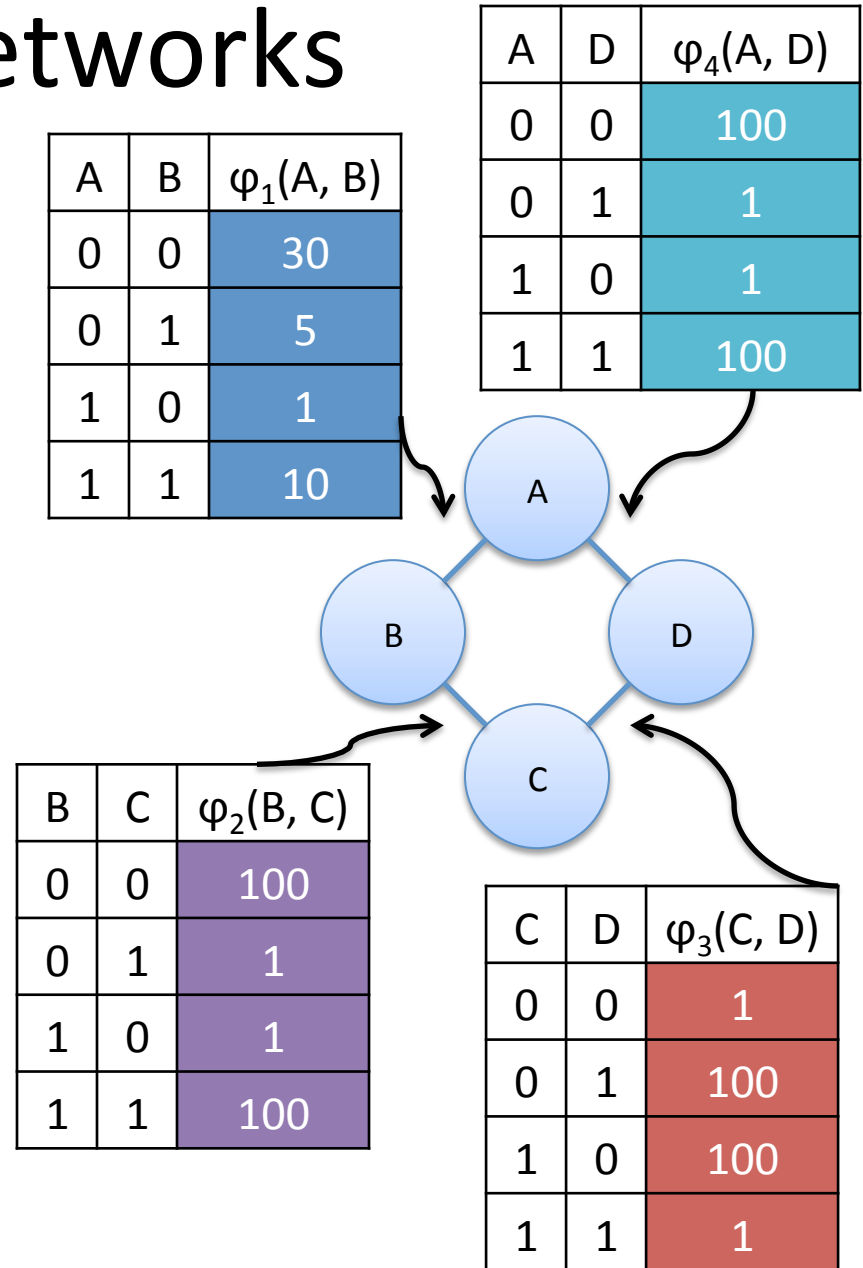 etworks
A D φ₄(A, D)
0 0 100
0 1 1
1 0 1
1 1 100
A B φ₁(A, B)
0 0 30
0 1 5
1 0 1
1 1 10
A
B
D
C
B C φ₂(B, C)
0 0 100
0 1 1
1 0 1
1 1 100
C D φ₃(C, D)
0 0 1
0 1 100
1 0 100
1 1 1